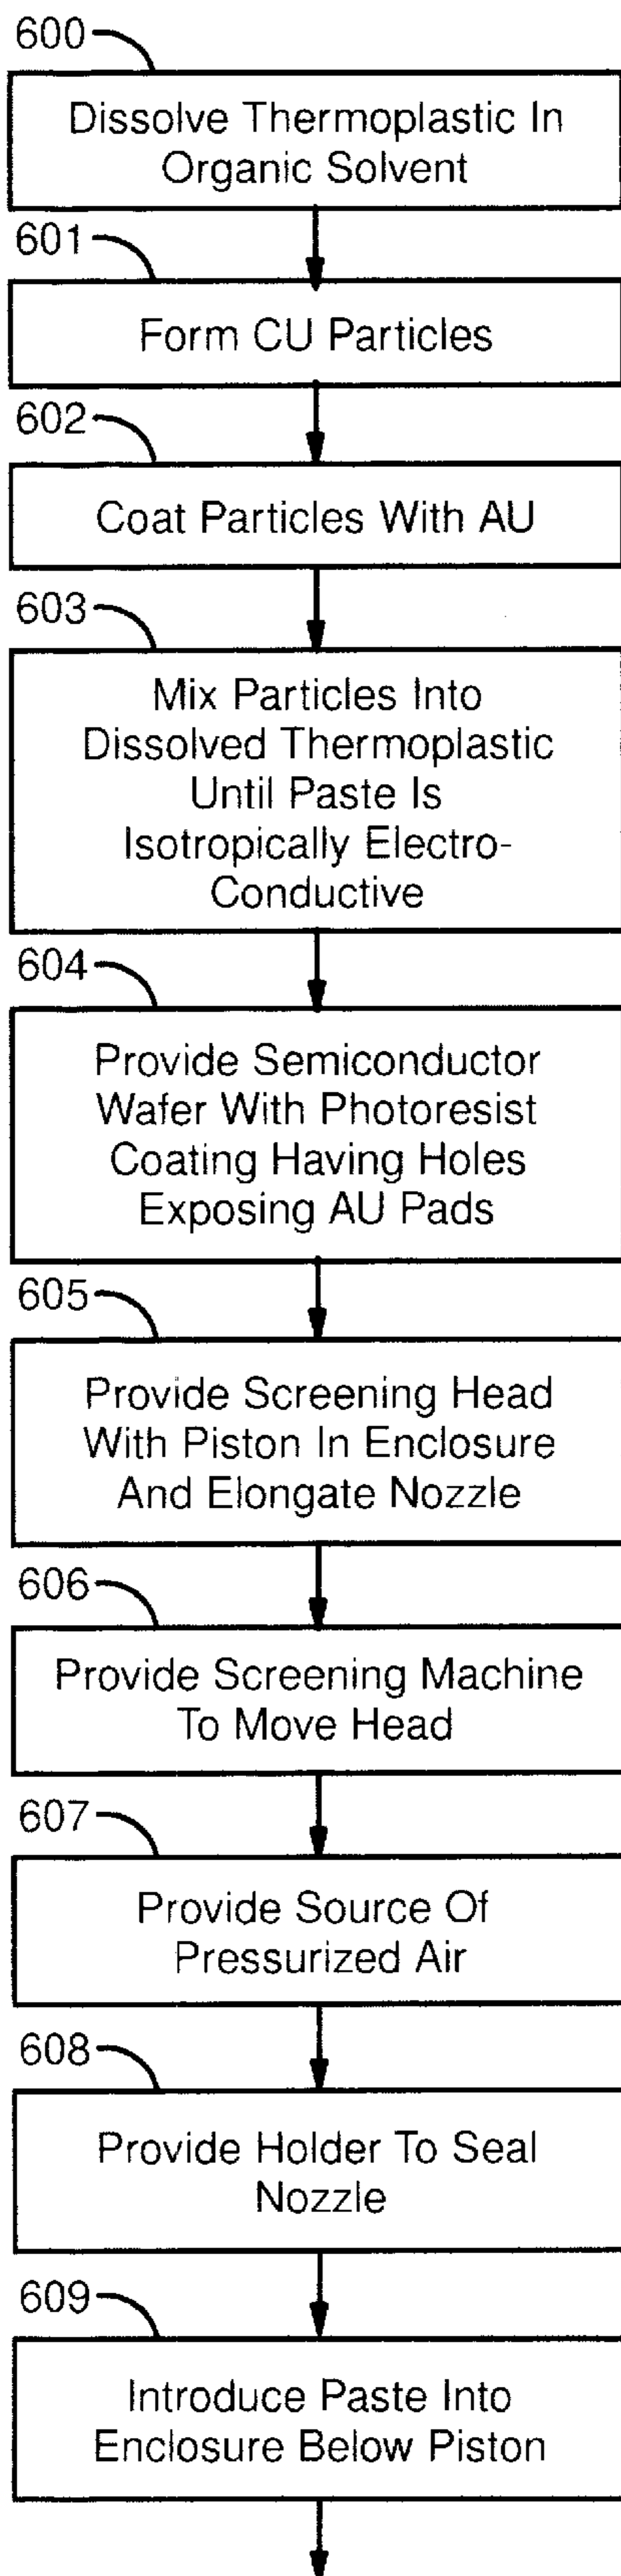 600
Dissolve Thermoplastic In
Organic Solvent
601
Form CU Particles
602
Coat Particles With AU
603
Mix Particles Into
Dissolved Thermoplastic
Until Paste Is
Isotropically Electro-
Conductive
604
Provide Semiconductor
Wafer With Photoresist
Coating Having Holes
Exposing AU Pads
605
Provide Screening Head
With Piston In Enclosure
And Elongate Nozzle
606
Provide Screening Machine
To Move Head
607
Provide Source Of
Pressurized Air
608
Provide Holder To Seal
Nozzle
609
Introduce Paste Into
Enclosure Below Piston